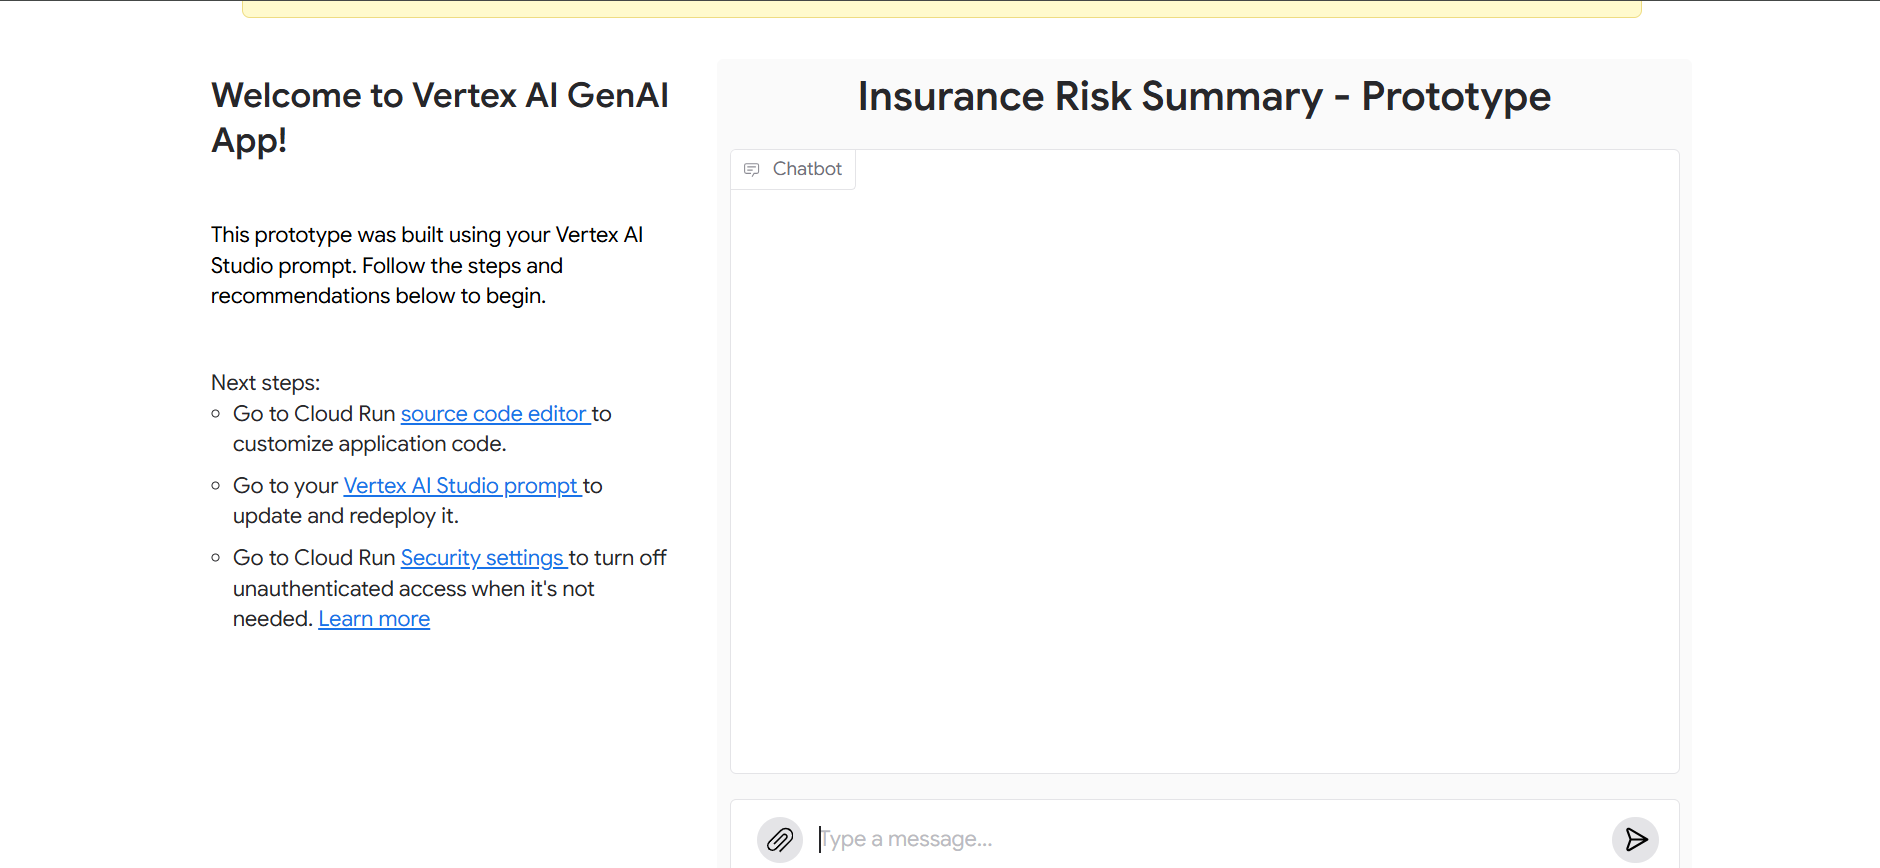 Welcome to Vertex AI GenAI
App!
This prototype was built using your Vertex AI
Studio prompt. Follow the steps and
recommendations below to begin.
Next steps:
Go to Cloud Run source code editor to
customize application code.
Go to your Vertex AI Studio prompt to
update and redeploy it.
Go to Cloud Run Security settings to turn off
unauthenticated access when it's not
needed. Learn more
Insurance Risk Summary - Prototype
Chatbot
Type a message...